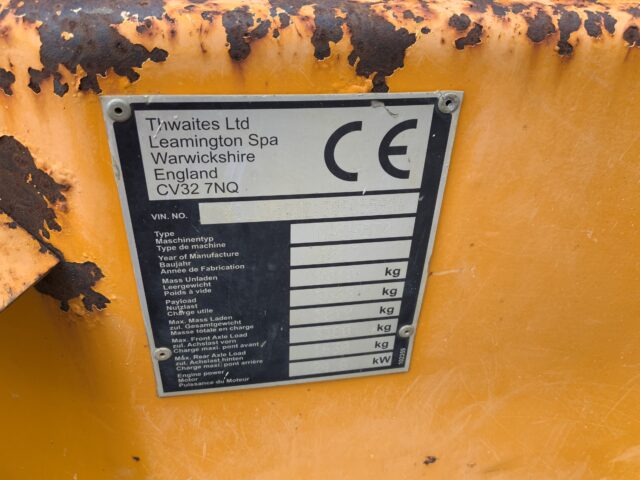 Thwaites Ltd
Leamington Spa
Warwickshire
England
CV32 7NQ
CE
VIN. NO.
Type
Maschinentyp
Type de machine
Year of Manufacture
Baujahr
Année de Fabrication
Mass Unladen
Leergewicht
Poids à vide
kg
Payload
Nutzlast
Charge utile
kg
Max. Mass Laden
zul. Gesamtgewicht
Masse totale en charge
kg
Max. Front Axle Load
zul. Achslast vorn
Charge maxi. pont avant
kg
Max. Rear Axle Load
zul. Achslast hinten
Charge maxi. pont arrière
kg
Engine power
Motor
Puissance du Moteur
kW